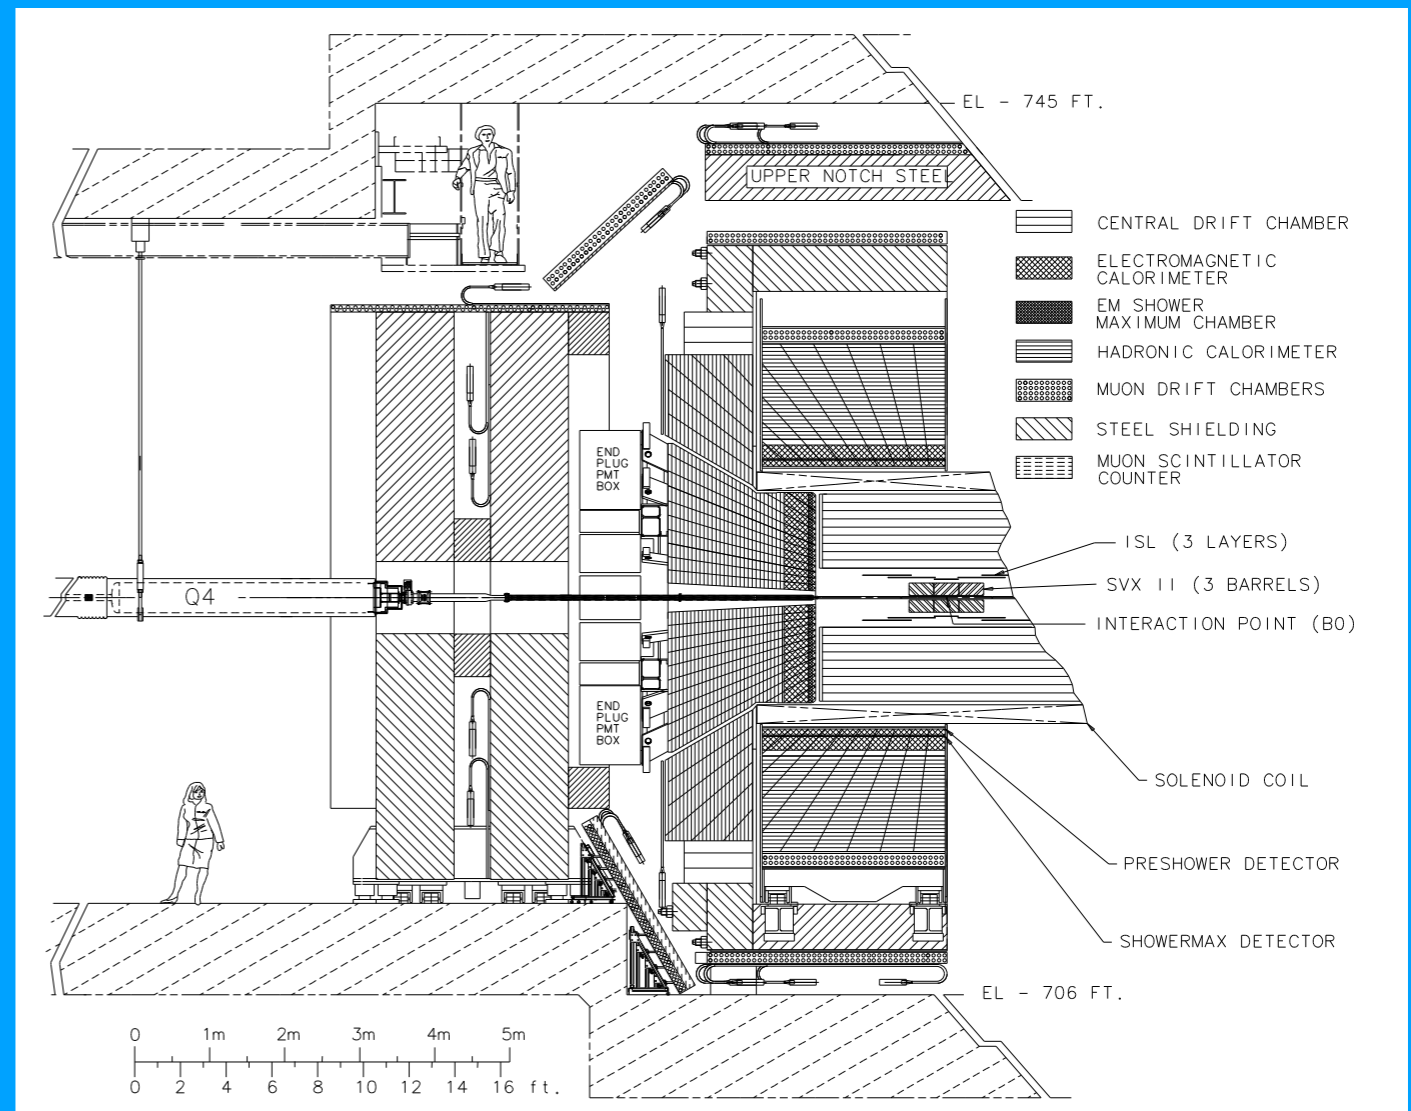 EL - 745 FT.
UPPER NOTCH STEEL
CENTRAL DRIFT CHAMBER
ELECTROMAGNETIC
CALORIMETER
EM SHOWER
MAXIMUM CHAMBER
HADRONIC CALORIMETER
MUON DRIFT CHAMBERS
STEEL SHIELDING
MUON SCINTILLATOR
COUNTER
END
PLUG
PMT
BOX
ISL (3 LAYERS)
SVX II (3 BARRELS)
Q4
INTERACTION POINT (B0)
END
PLUG
PMT
BOX
SOLENOID COIL
PRESHOWER DETECTOR
SHOWERMAX DETECTOR
EL - 706 FT.
0 1m 2m 3m 4m 5m
0 2 4 6 8 10 12 14 16 ft.